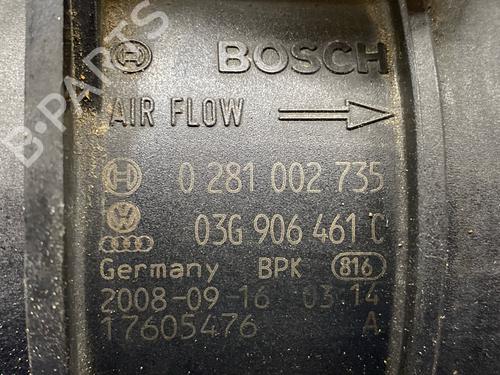 BOSCH
AIR FLOW
0 281 002 735
03G 906 461 C
Germany BPK 816
2008-09-16 03 14
17605476 A
B-PARTS